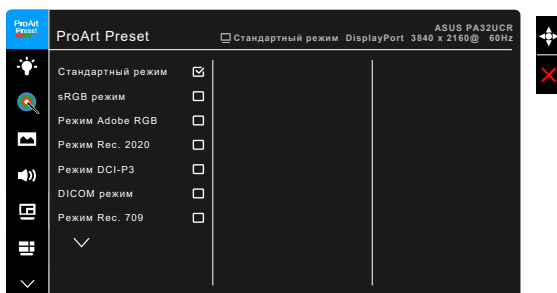 ProArt
Preset
ProArt Preset
ASUS PA32UCR
Стандартный режим DisplayPort 3840 x 2160@ 60Hz
Стандартный режим
sRGB режим
Режим Adobe RGB
Режим Rec. 2020
Режим DCI-P3
DICOM режим
Режим Rec. 709